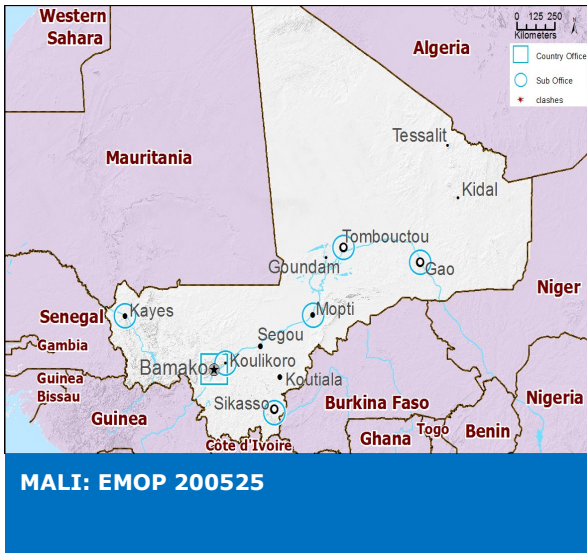 Western
Sahara
Algeria
0 125 250
Kilometers
Country Office
Sub Office
clashes
Tessalit
Mauritania
Kidal
Tombouctou
Goundam
Gao
Niger
Senegal
Kayes
Mopti
Gambia
Segou
Bamako
Koulikoro
Guinea
Bissau
Koutiala
Sikasso
Burkina Faso
Nigeria
Guinea
Togo
Benin
Ghana
Côte d'Ivoire
MALI: EMOP 200525